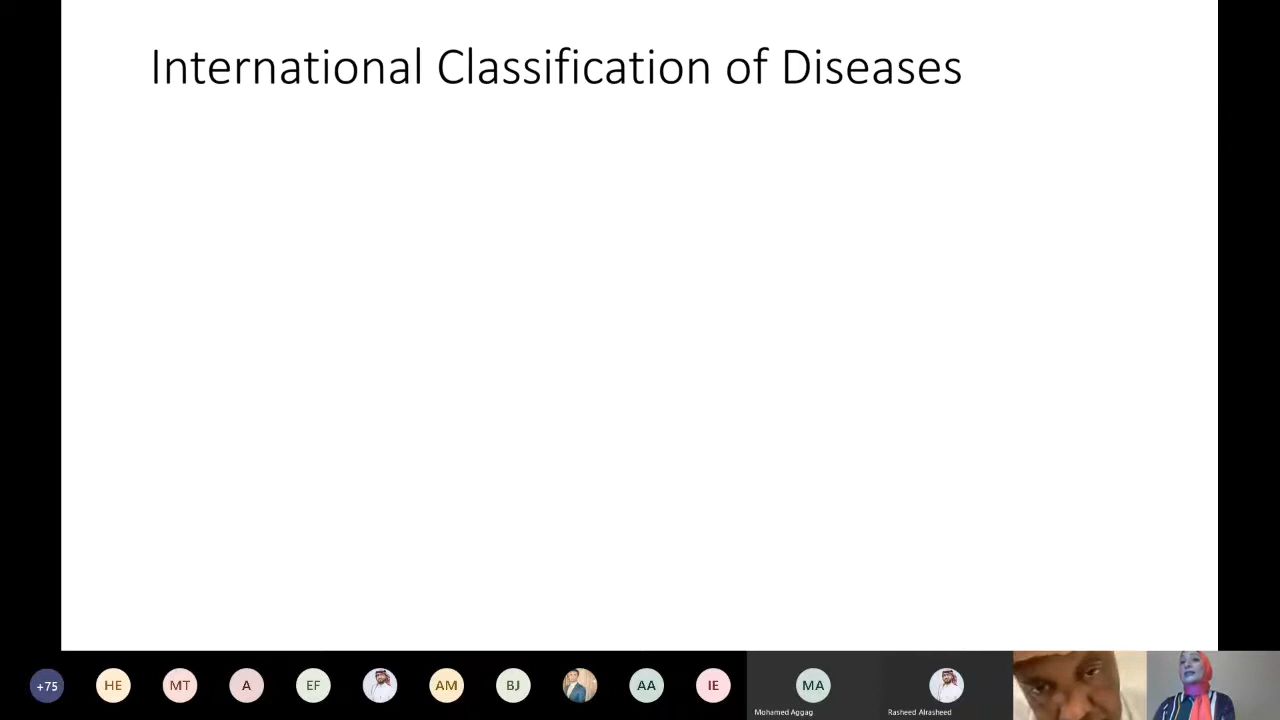 International Classification of Diseases
+75
HE
MT
A
EF
AM
BJ
AA
IE
MA
Mohamed Aggag
Rasheed Alrasheed